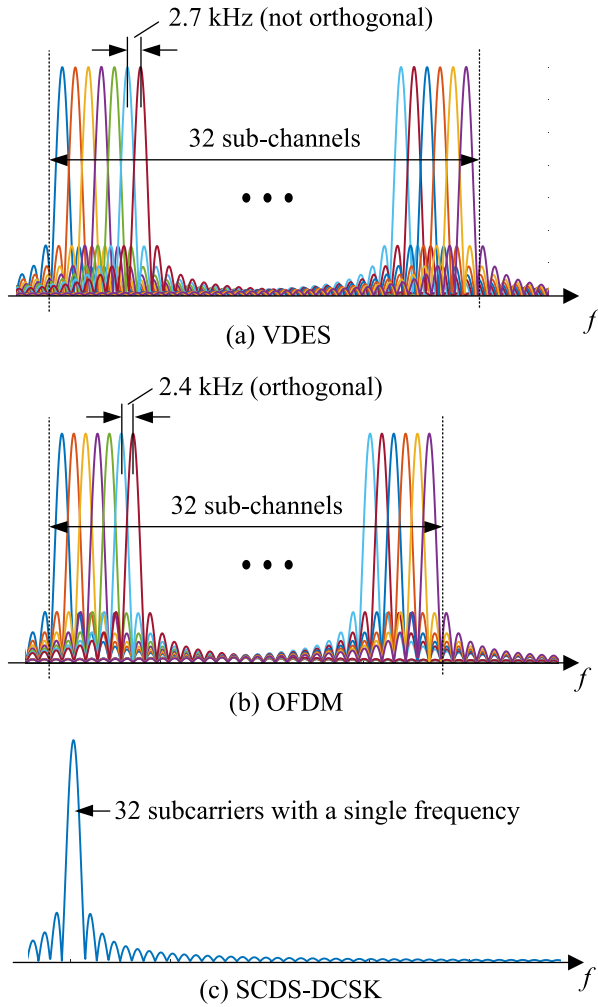 2.7 kHz (not orthogonal)
32 sub-channels
f
(a) VDES
2.4 kHz (orthogonal)
32 sub-channels
f
(b) OFDM
32 subcarriers with a single frequency
f
(c) SCDS-DCSK